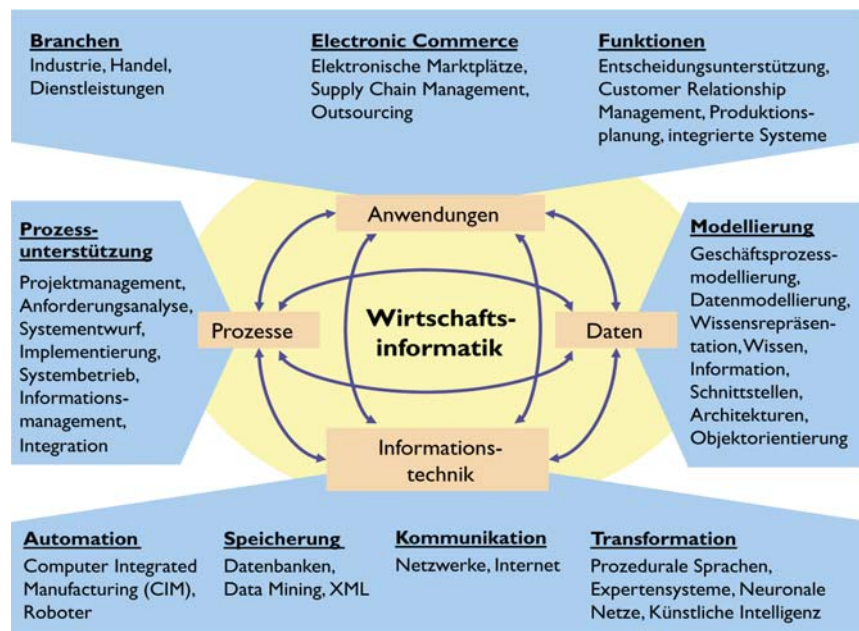 Branchen
Industrie, Handel,
Dienstleistungen
Electronic Commerce
Elektronische Marktplätze,
Supply Chain Management,
Outsourcing
Funktionen
Entscheidungsunterstützung,
Customer Relationship
Management, Produktions-
planung, integrierte Systeme
Anwendungen
Prozess-
unterstützung
Projektmanagement,
Anforderungsanalyse,
Systementwurf,
Implementierung,
Systembetrieb,
Informations-
management,
Integration
Prozesse
Wirtschafts-
informatik
Daten
Modellierung
Geschäftsprozess-
modellierung,
Datenmodellierung,
Wissensrepräsen-
tation, Wissen,
Information,
Schnittstellen,
Architekturen,
Objektorientierung
Informations-
technik
Automation
Computer Integrated
Manufacturing (CIM),
Roboter
Speicherung
Datenbanken,
Data Mining, XML
Kommunikation
Netzwerke, Internet
Transformation
Prozedurale Sprachen,
Expertensysteme, Neuronale
Netze, Künstliche Intelligenz